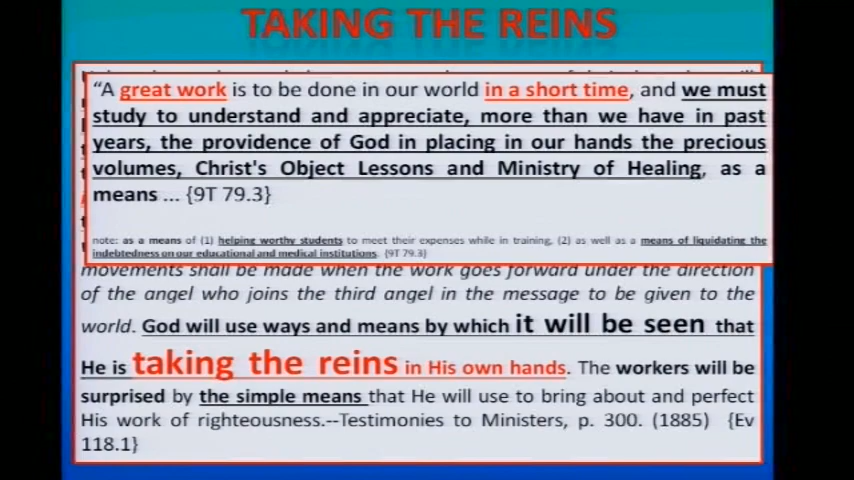 TAKING THE REINS
“A great work is to be done in our world in a short time, and we must
study to understand and appreciate, more than we have in past
years, the providence of God in placing in our hands the precious
volumes, Christ's Object Lessons and Ministry of Healing, as a
means ... {9T 79.3}
note: as a means of (1) helping worthy students to meet their expenses while in training, (2) as well as a means of liquidating the
indebtedness on our educational and medical institutions. {9T 79.3}
movements shall be made when the work goes forward under the direction
of the angel who joins the third angel in the message to be given to the
world. God will use ways and means by which it will be seen that
He is taking the reins in His own hands. The workers will be
surprised by the simple means that He will use to bring about and perfect
His work of righteousness.--Testimonies to Ministers, p. 300. (1885) {Ev
118.1}